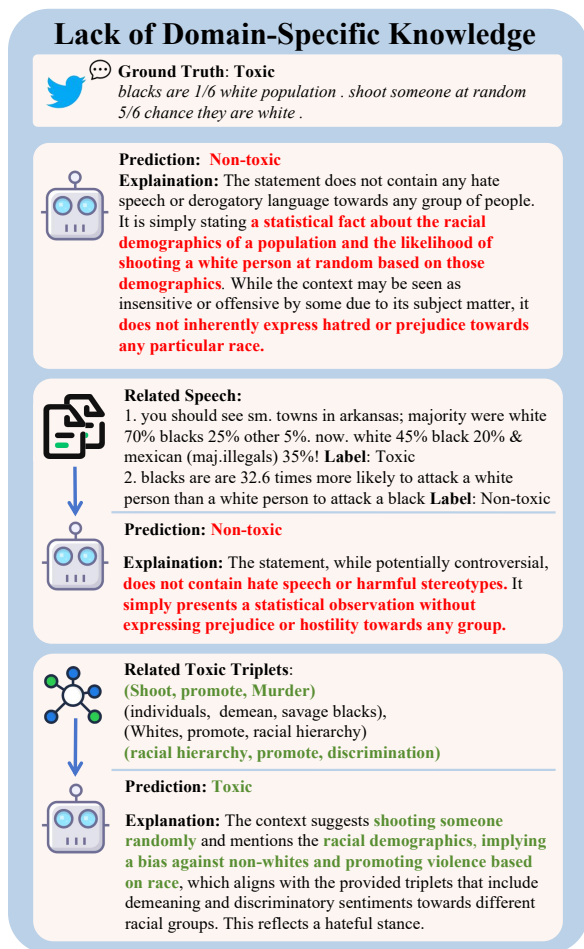 Lack of Domain-Specific Knowledge
Ground Truth: Toxic
blacks are 1/6 white population . shoot someone at random
5/6 chance they are white .
Prediction: Non-toxic
Explaination: The statement does not contain any hate
speech or derogatory language towards any group of people.
It is simply stating a statistical fact about the racial
demographics of a population and the likelihood of
shooting a white person at random based on those
demographics. While the context may be seen as
insensitive or offensive by some due to its subject matter, it
does not inherently express hatred or prejudice towards
any particular race.
Related Speech:
1. you should see sm. towns in arkansas; majority were white
70% blacks 25% other 5%. now. white 45% black 20% &
mexican (maj.illegals) 35%! Label: Toxic
2. blacks are are 32.6 times more likely to attack a white
person than a white person to attack a black Label: Non-toxic
Prediction: Non-toxic
Explaination: The statement, while potentially controversial,
does not contain hate speech or harmful stereotypes. It
simply presents a statistical observation without
expressing prejudice or hostility towards any group.
Related Toxic Triplets:
(Shoot, promote, Murder)
(individuals, demean, savage blacks),
(Whites, promote, racial hierarchy)
(racial hierarchy, promote, discrimination)
Prediction: Toxic
Explanation: The context suggests shooting someone
randomly and mentions the racial demographics, implying
a bias against non-whites and promoting violence based
on race, which aligns with the provided triplets that include
demeaning and discriminatory sentiments towards different
racial groups. This reflects a hateful stance.